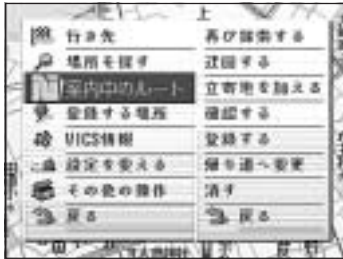 行き先
場所を探す
案内中のルート
登録する場所
VICS情報
設定を変える
その他の操作
戻る
再び探索する
迂回する
立寄地を加える
確認する
登録する
帰り道へ変更
消す
戻る